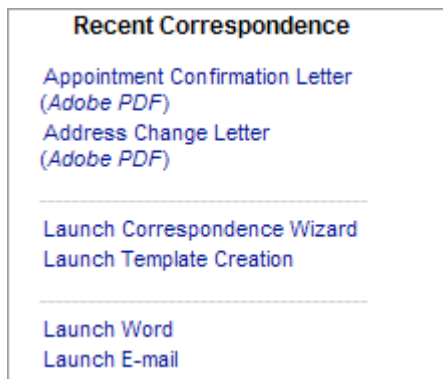 Recent Correspondence
Appointment Confirmation Letter
(Adobe PDF)
Address Change Letter
(Adobe PDF)
Launch Correspondence Wizard
Launch Template Creation
Launch Word
Launch E-mail